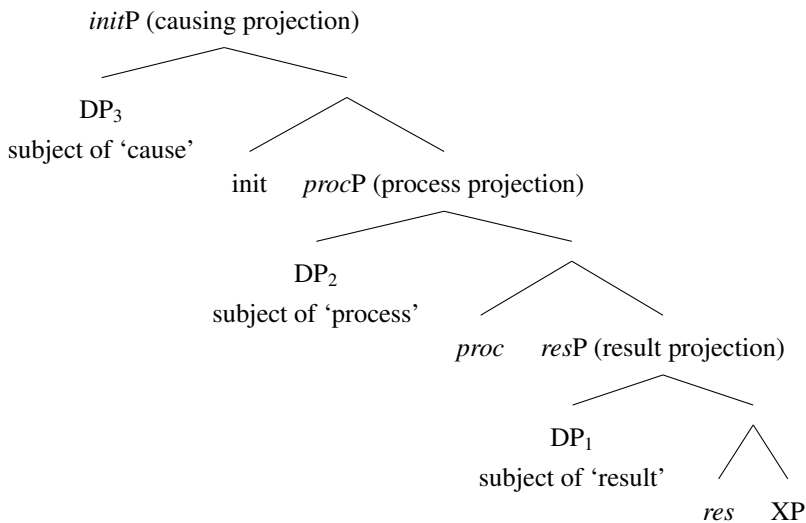 initP (causing projection)
DP₃
subject of ‘cause’
init procP (process projection)
DP₂
subject of ‘process’
proc resP (result projection)
DP₁
subject of ‘result’
res XP